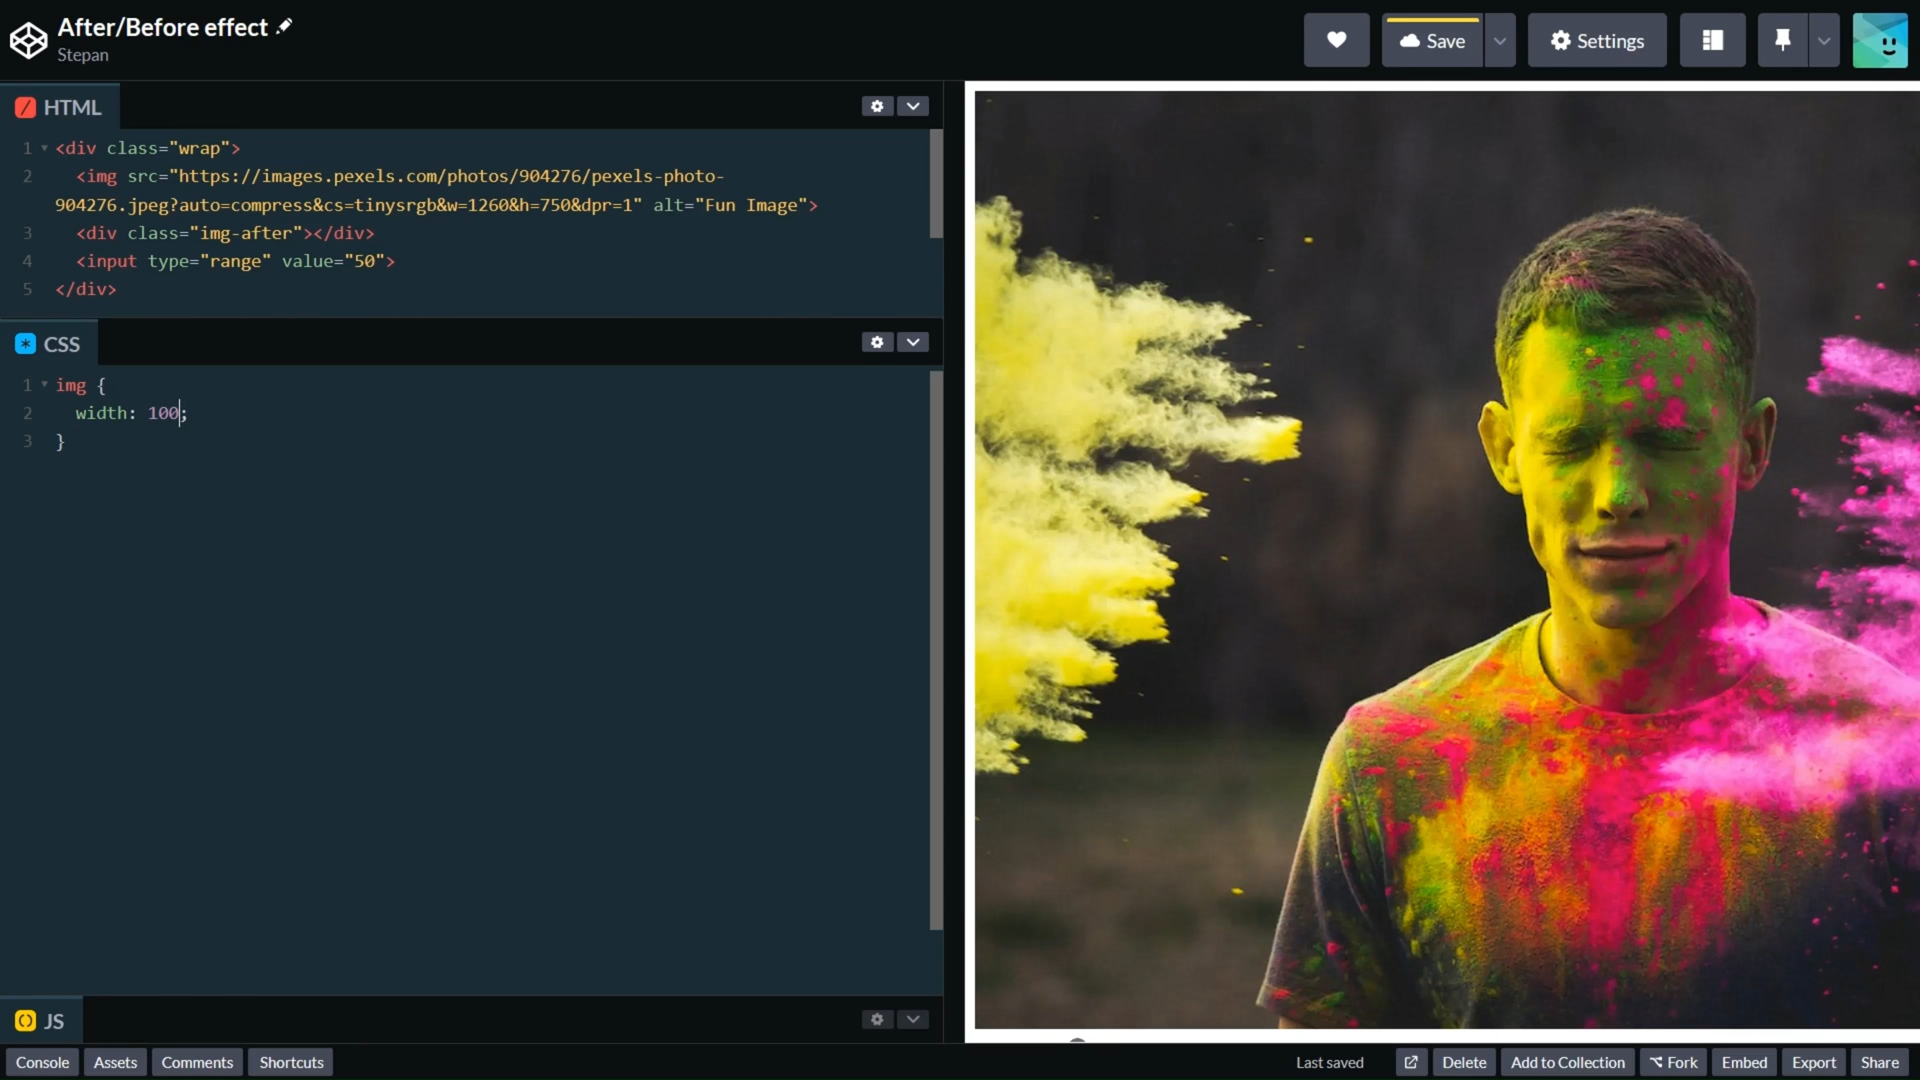 After/Before effect
Stepan
Save
Settings
HTML
1 <div class="wrap">
2 <img src="https://images.pexels.com/photos/904276/pexels-photo-
904276.jpeg?auto=compress&cs=tinysrgb&w=1260&h=750&dpr=1" alt="Fun Image">
3 <div class="img-after"></div>
4 <input type="range" value="50">
5 </div>
CSS
1 img {
2 width: 100;
3 }
JS
Console Assets Comments Shortcuts
Last saved Delete Add to Collection Fork Embed Export Share